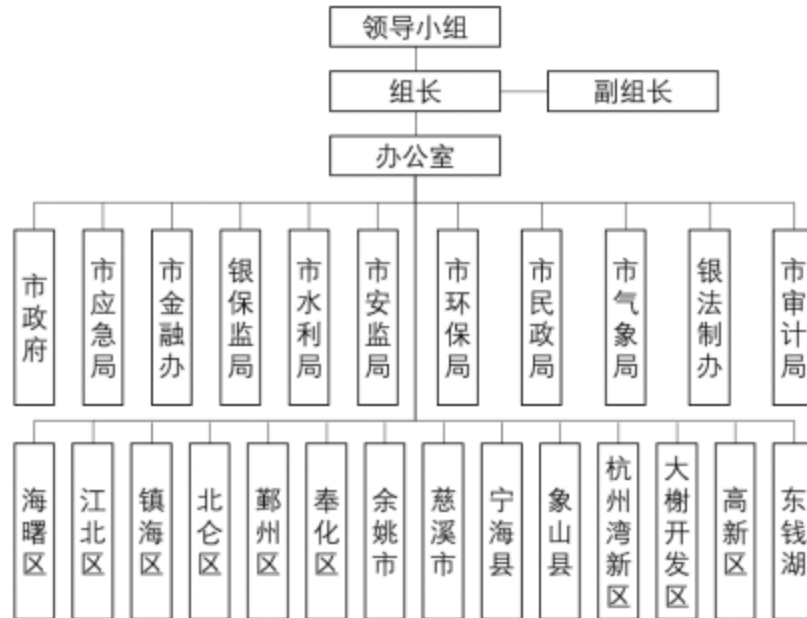 领导小组
组长
副组长
办公室
市政府
市应急局
市金融办
银保监局
市水利局
市安监局
市环保局
市民政局
市气象局
银法制办
市审计局
海曙区
江北区
镇海区
北仑区
鄞州区
奉化区
余姚市
慈溪市
宁海县
象山县
杭州湾新区
大榭开发区
高新区
东钱湖